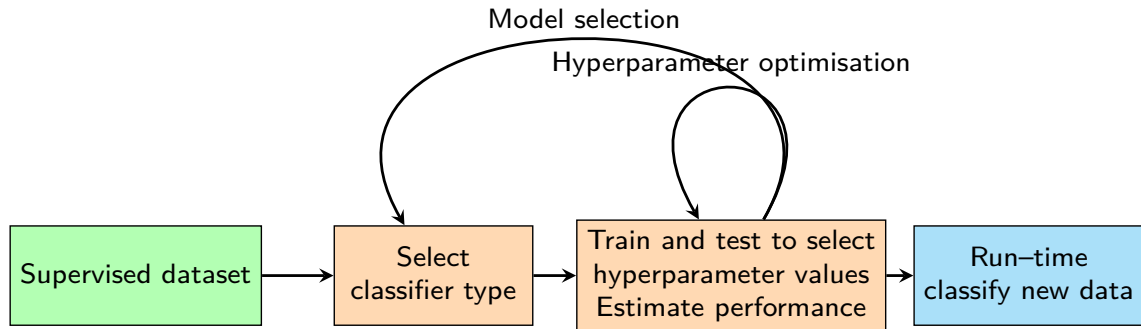 Model selection
Hyperparameter optimisation
Supervised dataset
Select
classifier type
Train and test to select
hyperparameter values
Estimate performance
Run–time
classify new data